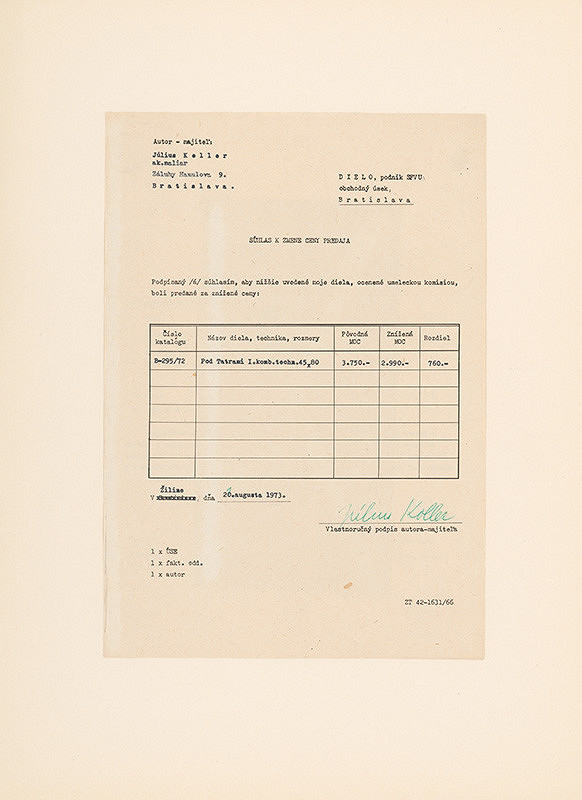 Autor - majiteľ:
Július Koller
ak.maliar
Záluhy Hanulova 9.
Bratislava.
DIELO, podnik SFVU
obchodný úsek,
Bratislava
SÚHLAS K ZMENE CENY PREDAJA
Podpísaný /á/ súhlasím, aby nižšie uvedené moje diela, ocenené umeleckou komisiou,
boli predané za znížené ceny:
Číslo katalógu Názov diela, technika, rozmery Pôvodná MOC Znížená MOC Rozdiel
B-295/72 Pod Tatrami I.komb.techn.45x80 3.750.- 2.990.- 760.-
Žiline
V , dňa 20.augusta 1973.
Július Koller
Vlastnoručný podpis autora-majiteľa
1 x ÚSE
1 x fakt. odd.
1 x autor
ZT 42-1631/66